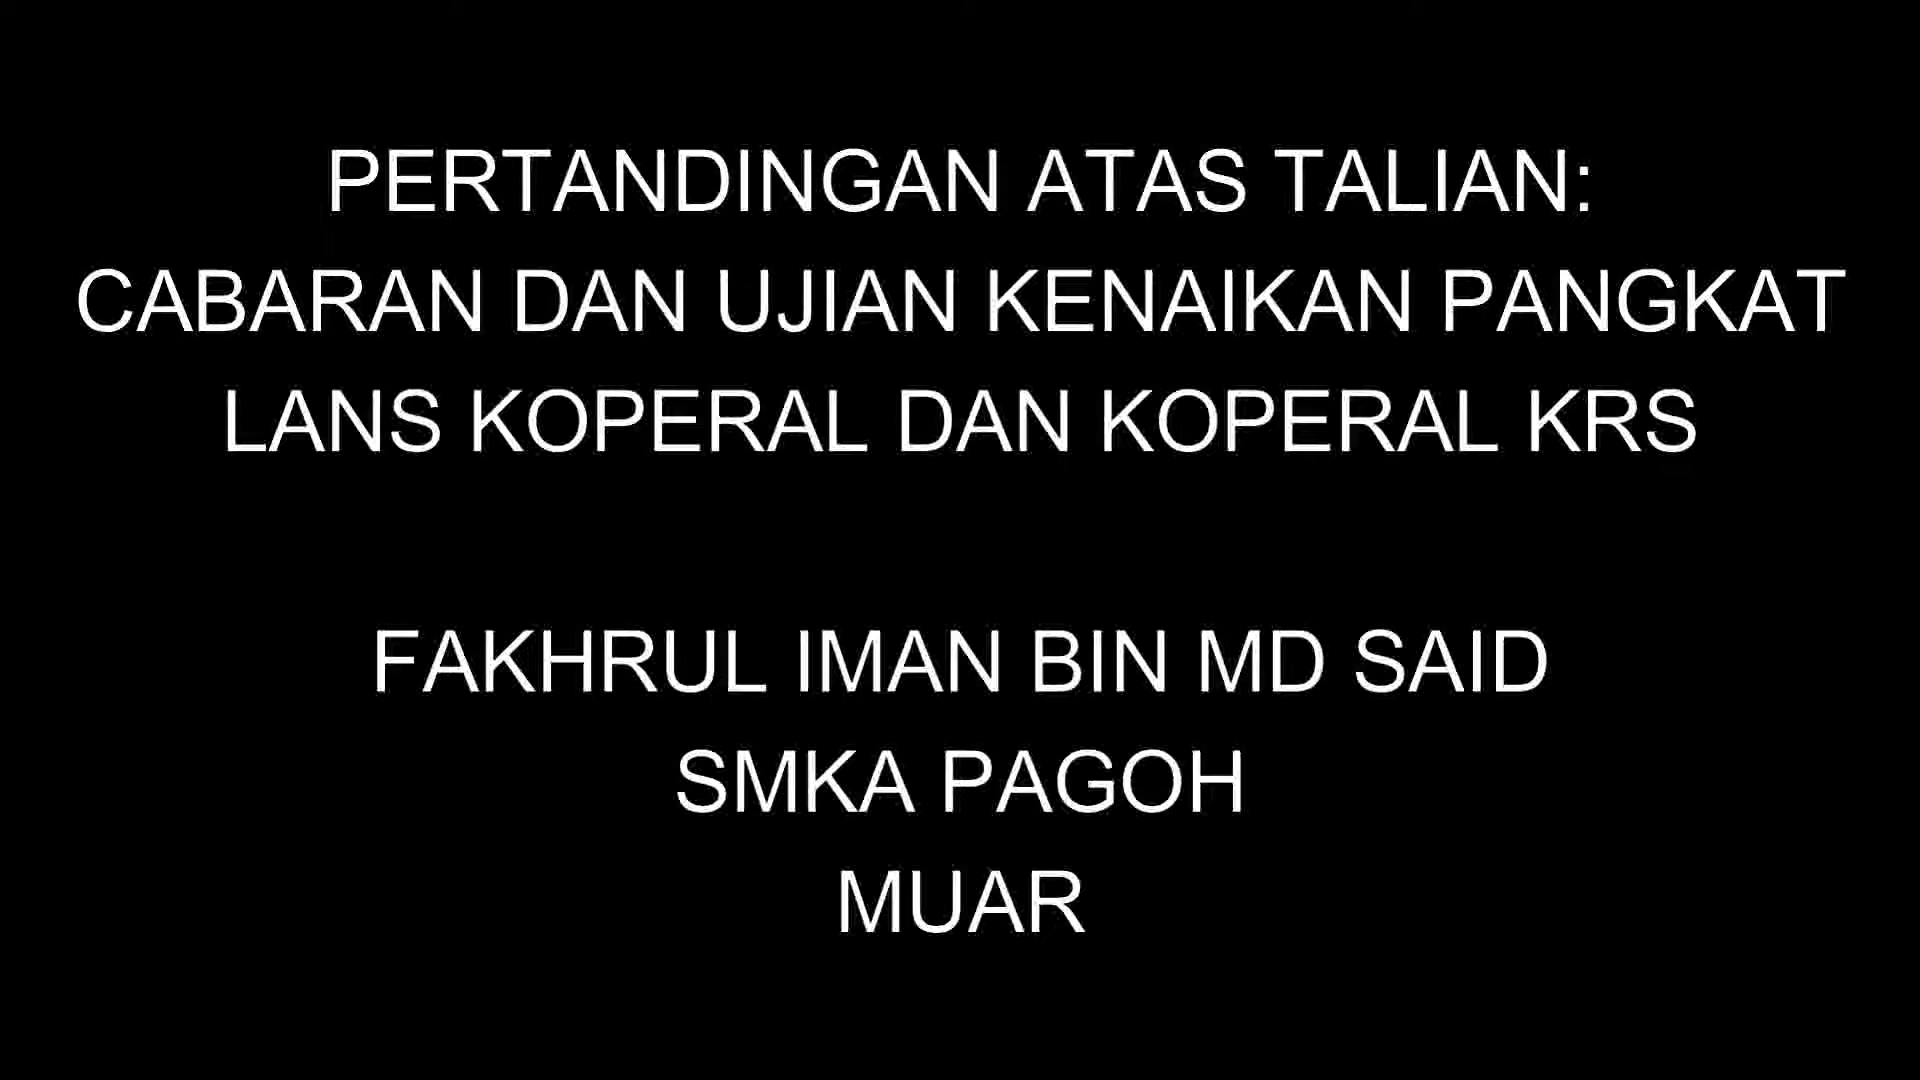 PERTANDINGAN ATAS TALIAN:
CABARAN DAN UJIAN KENAIKAN PANGKAT
LANS KOPERAL DAN KOPERAL KRS
FAKHRUL IMAN BIN MD SAID
SMKA PAGOH
MUAR